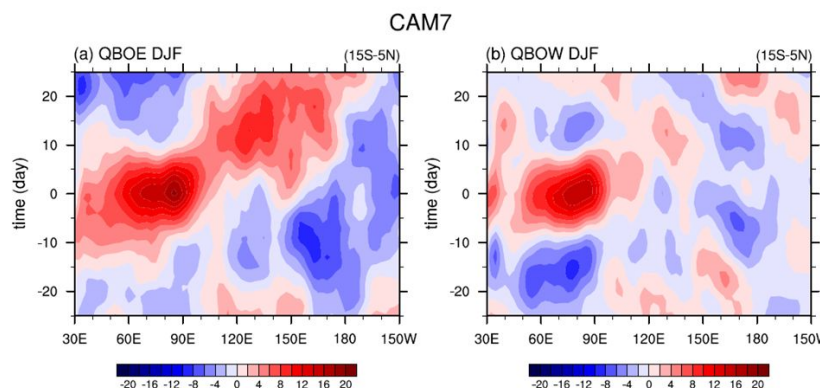 CAM7
(a) QBOE DJF (15S-5N)
time (day)
20
10
0
-10
-20
30E 60E 90E 120E 150E 180 150W
-20 -16 -12 -8 -4 0 4 8 12 16 20
(b) QBOW DJF (15S-5N)
time (day)
20
10
0
-10
-20
30E 60E 90E 120E 150E 180 150W
-20 -16 -12 -8 -4 0 4 8 12 16 20